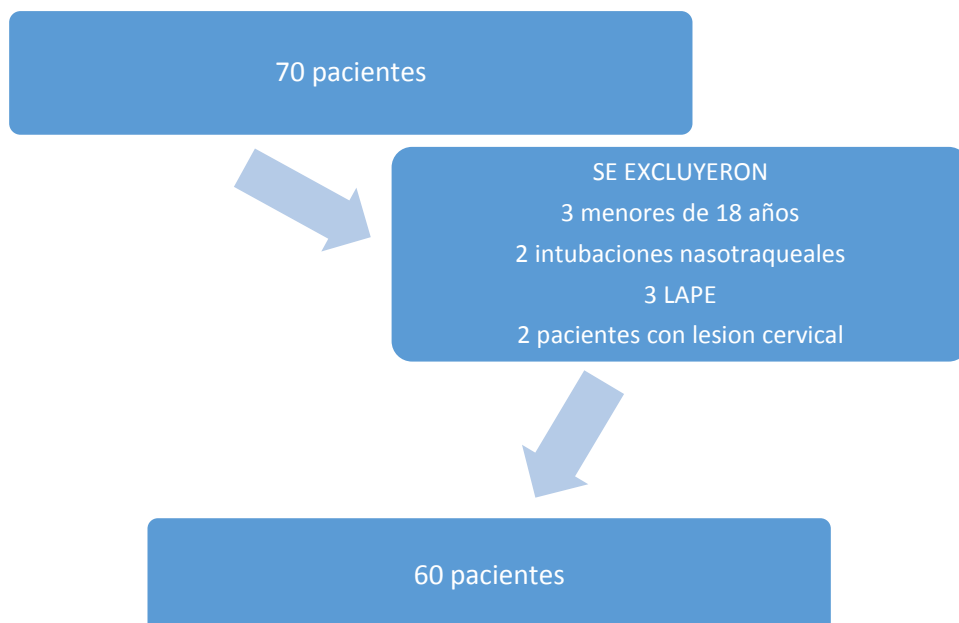 70 pacientes
SE EXCLUYERON
3 menores de 18 años
2 intubaciones nasotraqueales
3 LAPE
2 pacientes con lesion cervical
60 pacientes